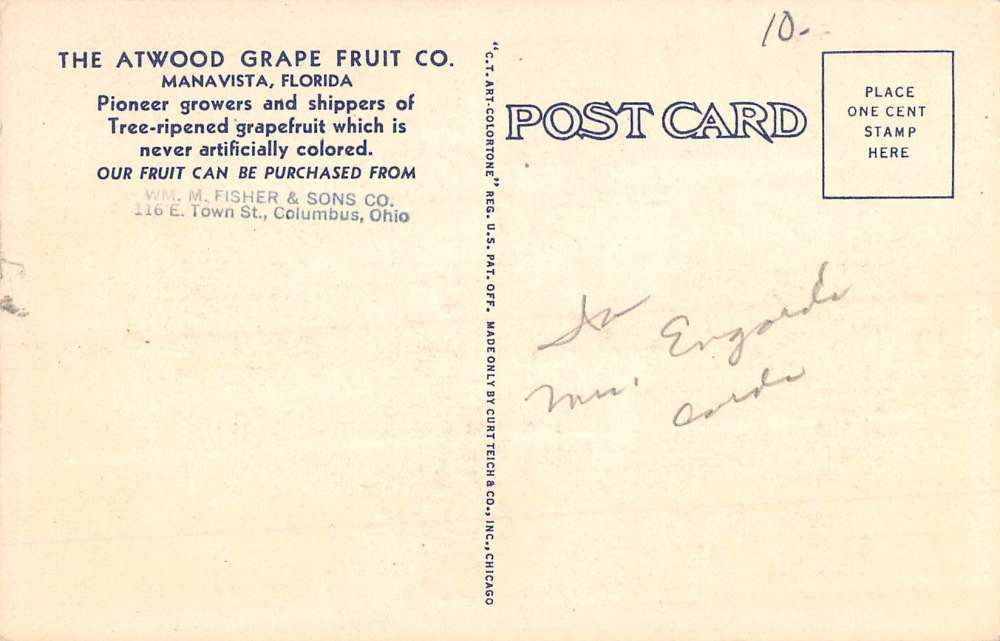 10.-
THE ATWOOD GRAPE FRUIT CO.
MANAVISTA, FLORIDA
Pioneer growers and shippers of
Tree-ripened grapefruit which is
never artificially colored.
OUR FRUIT CAN BE PURCHASED FROM
WM. M. FISHER & SONS CO.
116 E. Town St., Columbus, Ohio
"C.T. ART-COLORTONE" REG. U.S. PAT. OFF. MADE ONLY BY CURT TEICH & CO., INC., CHICAGO
POST CARD
PLACE
ONE CENT
STAMP
HERE